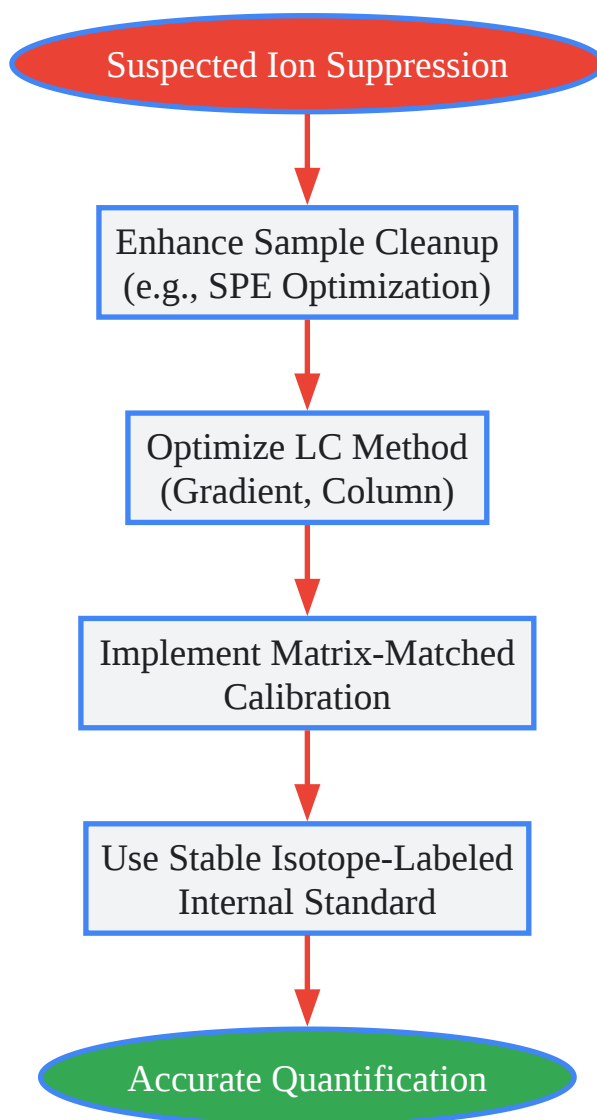 Suspected Ion Suppression
Enhance Sample Cleanup
(e.g., SPE Optimization)
Optimize LC Method
(Gradient, Column)
Implement Matrix-Matched
Calibration
Use Stable Isotope-Labeled
Internal Standard
Accurate Quantification